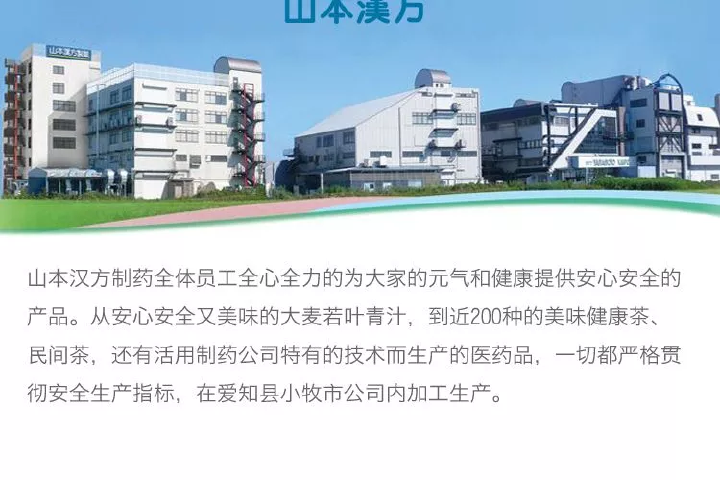 山本漢方
山本漢方製薬
山本汉方制药全体员工全心全力的为大家的元气和健康提供安心安全的
产品。从安心安全又美味的大麦若叶青汁，到近200种的美味健康茶、
民间茶，还有活用制药公司特有的技术而生产的医药品，一切都严格贯
彻安全生产指标，在爱知县小牧市公司内加工生产。